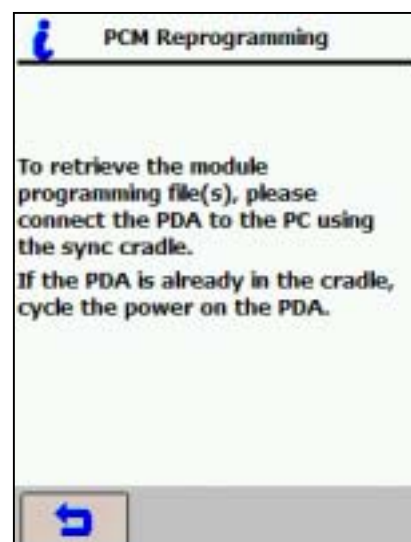 PCM Reprogramming
To retrieve the module
programming file(s), please
connect the PDA to the PC using
the sync cradle.
If the PDA is already in the cradle,
cycle the power on the PDA.